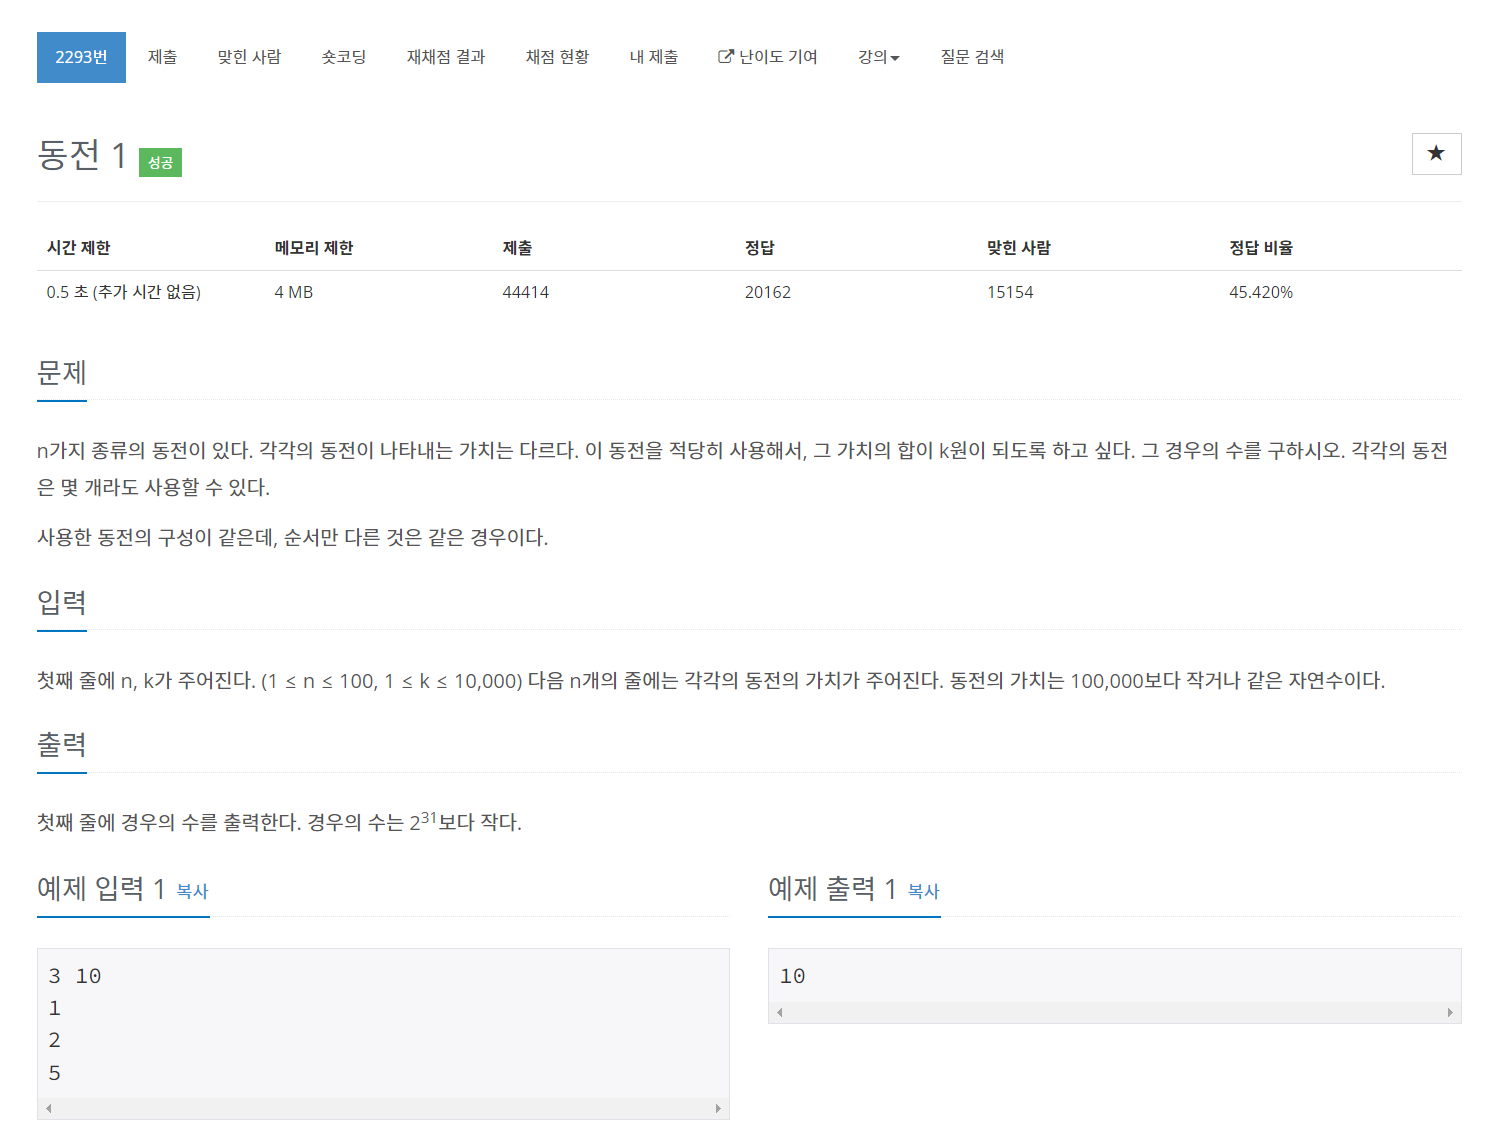 2293번 제출 맞힌 사람 숏코딩 재채점 결과 채점 현황 내 제출 난이도 기여 강의 질문 검색
동전 1 성공
★
시간 제한 메모리 제한 제출 정답 맞힌 사람 정답 비율
0.5 초 (추가 시간 없음) 4 MB 44414 20162 15154 45.420%
문제
n가지 종류의 동전이 있다. 각각의 동전이 나타내는 가치는 다르다. 이 동전을 적당히 사용해서, 그 가치의 합이 k원이 되도록 하고 싶다. 그 경우의 수를 구하시오. 각각의 동전
은 몇 개라도 사용할 수 있다.
사용한 동전의 구성이 같은데, 순서만 다른 것은 같은 경우이다.
입력
첫째 줄에 n, k가 주어진다. (1 ≤ n ≤ 100, 1 ≤ k ≤ 10,000) 다음 n개의 줄에는 각각의 동전의 가치가 주어진다. 동전의 가치는 100,000보다 작거나 같은 자연수이다.
출력
첫째 줄에 경우의 수를 출력한다. 경우의 수는 2³¹보다 작다.
예제 입력 1 복사
3 10
1
2
5
예제 출력 1 복사
10